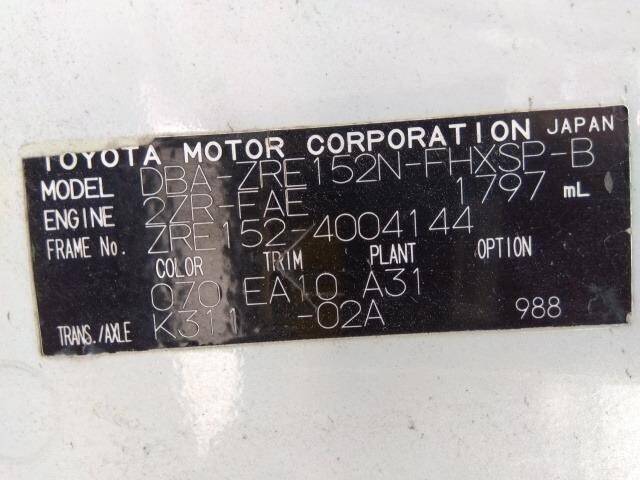 TOYOTA MOTOR CORPORATION JAPAN
MODEL DBA-ZRE152N-FHXSP-B
ENGINE 2ZR-FAE 1797 mL
FRAME No. ZRE152-4004144
COLOR TRIM PLANT OPTION
070 EA10 A31
TRANS./AXLE K311 -02A 988